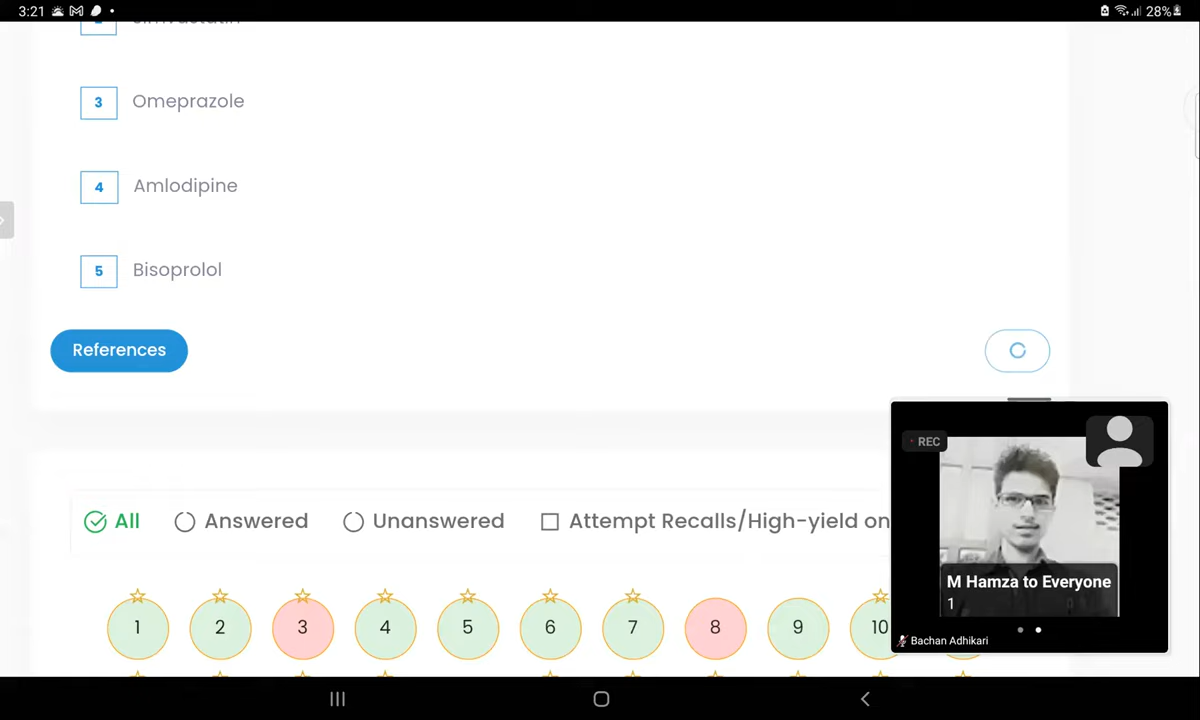 3:21
28%
2
3 Omeprazole
4 Amlodipine
5 Bisoprolol
References
All Answered Unanswered Attempt Recalls/High-yield on
REC
M Hamza to Everyone
1
Bachan Adhikari
1 2 3 4 5 6 7 8 9 10